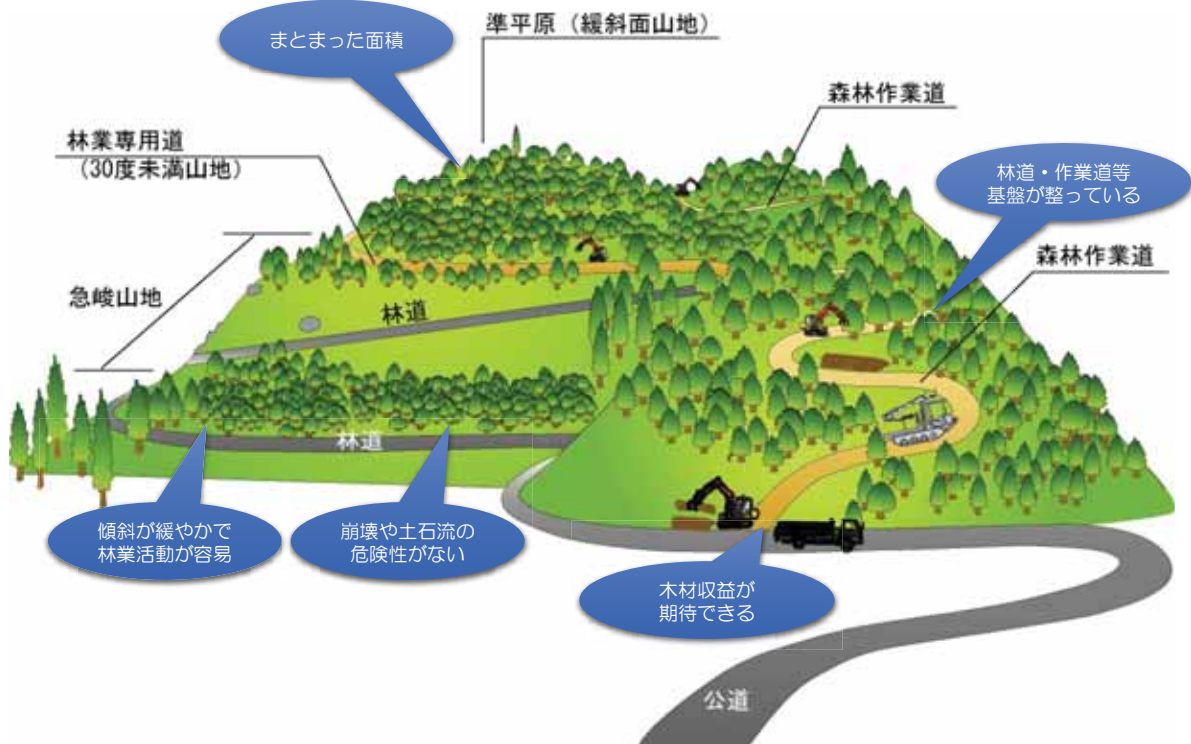 まとまった面積
準平原（緩斜面山地）
森林作業道
林業専用道
（30度未満山地）
林道・作業道等
基盤が整っている
森林作業道
急峻山地
林道
林道
傾斜が緩やかで
林業活動が容易
崩壊や土石流の
危険性がない
木材収益が
期待できる
公道